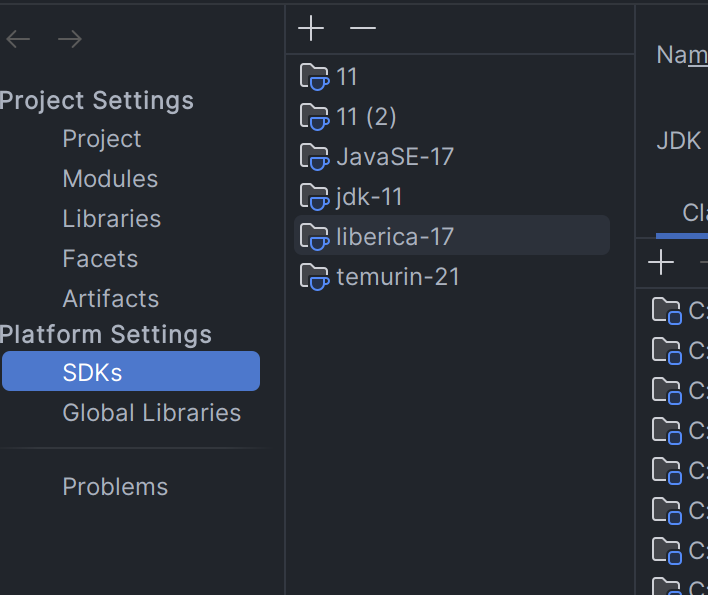 Project Settings
Project
Modules
Libraries
Facets
Artifacts
Platform Settings
SDKs
Global Libraries
Problems
11
11 (2)
JavaSE-17
jdk-11
liberica-17
temurin-21
Nam
JDK
Cla
C:
C:
C:
C:
C:
C:
C:
C: